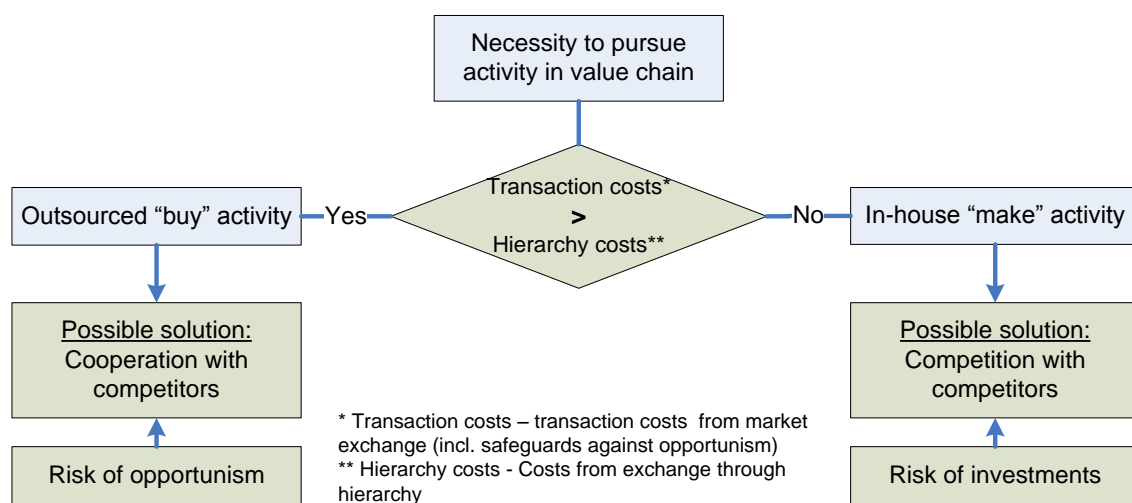 Necessity to pursue
activity in value chain
Transaction costs*
>
Hierarchy costs**
Outsourced “buy” activity
Yes
No
In-house “make” activity
Possible solution:
Cooperation with
competitors
Possible solution:
Competition with
competitors
Risk of opportunism
* Transaction costs – transaction costs from market
exchange (incl. safeguards against opportunism)
** Hierarchy costs - Costs from exchange through
hierarchy
Risk of investments